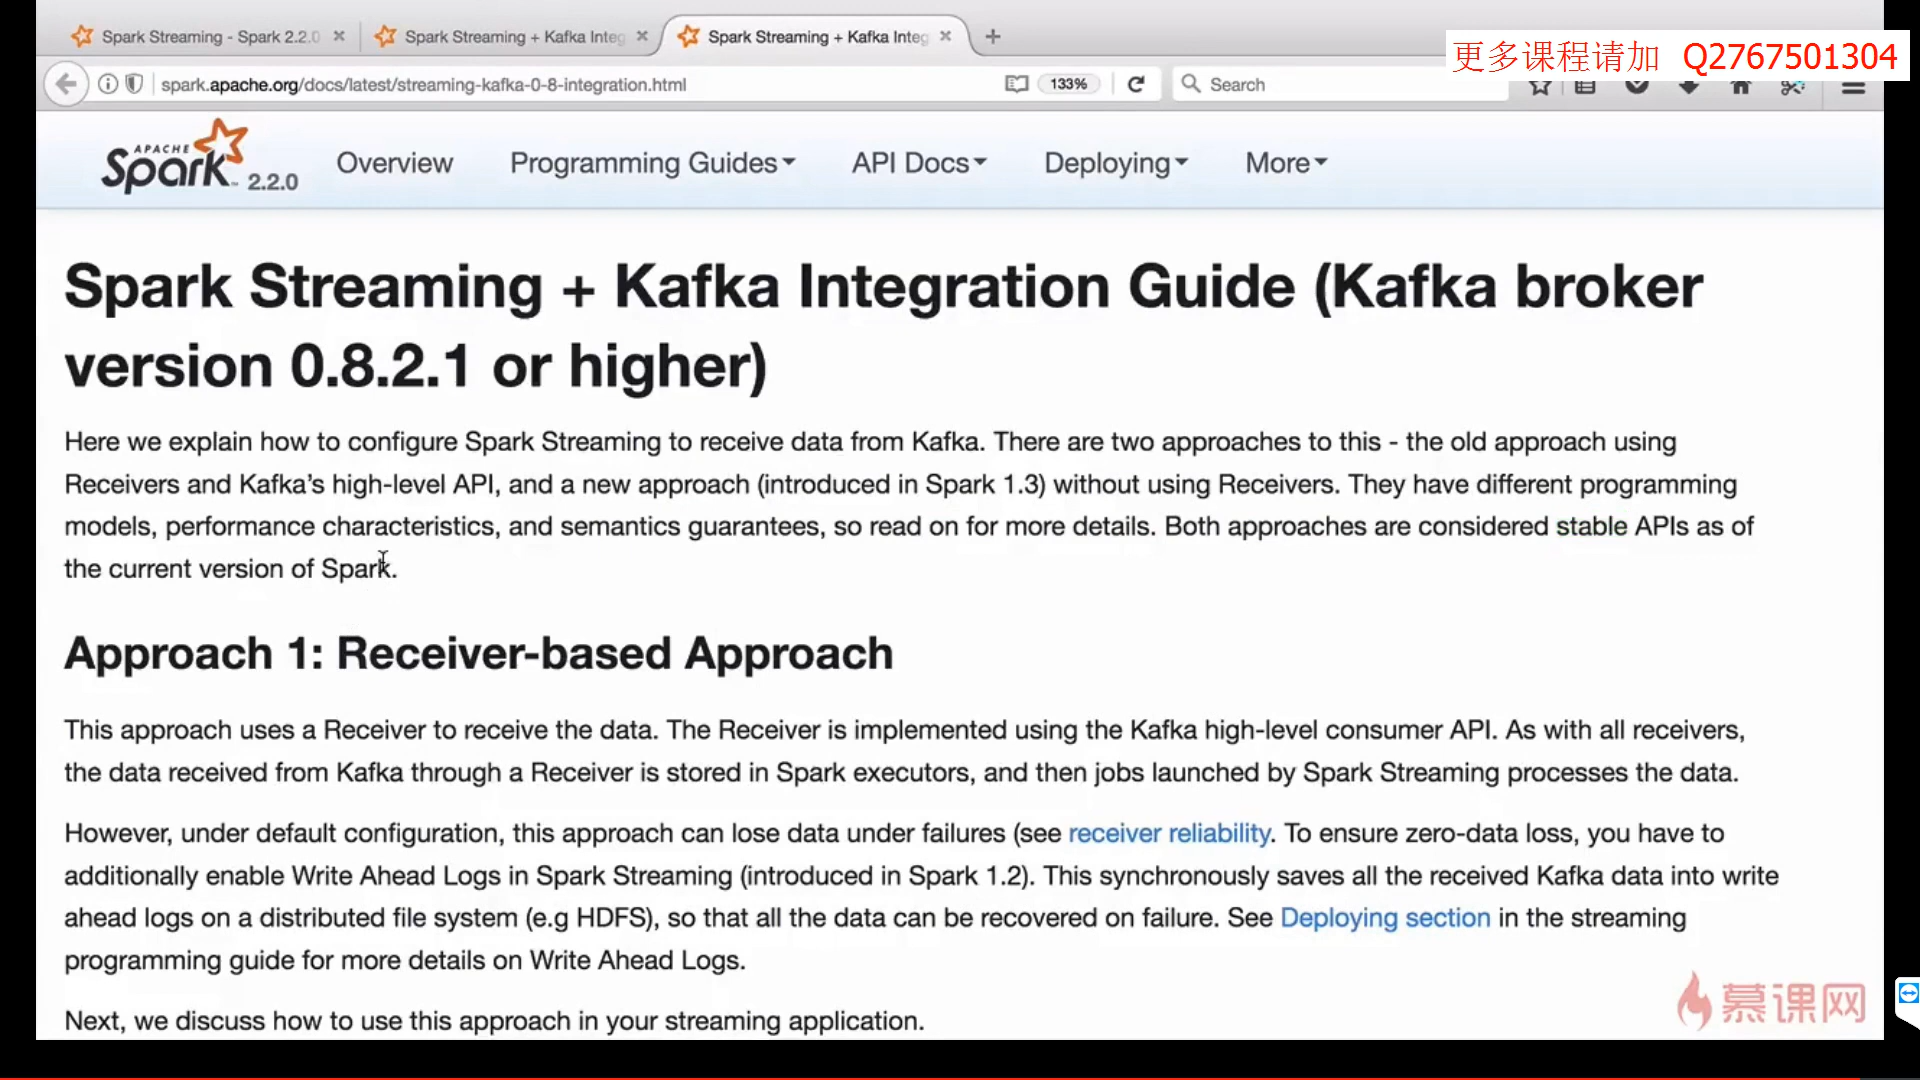 Spark Streaming - Spark 2.2.0
Spark Streaming + Kafka Integ
Spark Streaming + Kafka Integ
更多课程请加 Q2767501304
spark.apache.org/docs/latest/streaming-kafka-0-8-integration.html
133%
Search
APACHE Spark 2.2.0
Overview
Programming Guides
API Docs
Deploying
More
Spark Streaming + Kafka Integration Guide (Kafka broker
version 0.8.2.1 or higher)
Here we explain how to configure Spark Streaming to receive data from Kafka. There are two approaches to this - the old approach using
Receivers and Kafka’s high-level API, and a new approach (introduced in Spark 1.3) without using Receivers. They have different programming
models, performance characteristics, and semantics guarantees, so read on for more details. Both approaches are considered stable APIs as of
the current version of Spark.
Approach 1: Receiver-based Approach
This approach uses a Receiver to receive the data. The Receiver is implemented using the Kafka high-level consumer API. As with all receivers,
the data received from Kafka through a Receiver is stored in Spark executors, and then jobs launched by Spark Streaming processes the data.
However, under default configuration, this approach can lose data under failures (see receiver reliability. To ensure zero-data loss, you have to
additionally enable Write Ahead Logs in Spark Streaming (introduced in Spark 1.2). This synchronously saves all the received Kafka data into write
ahead logs on a distributed file system (e.g HDFS), so that all the data can be recovered on failure. See Deploying section in the streaming
programming guide for more details on Write Ahead Logs.
Next, we discuss how to use this approach in your streaming application.
慕课网